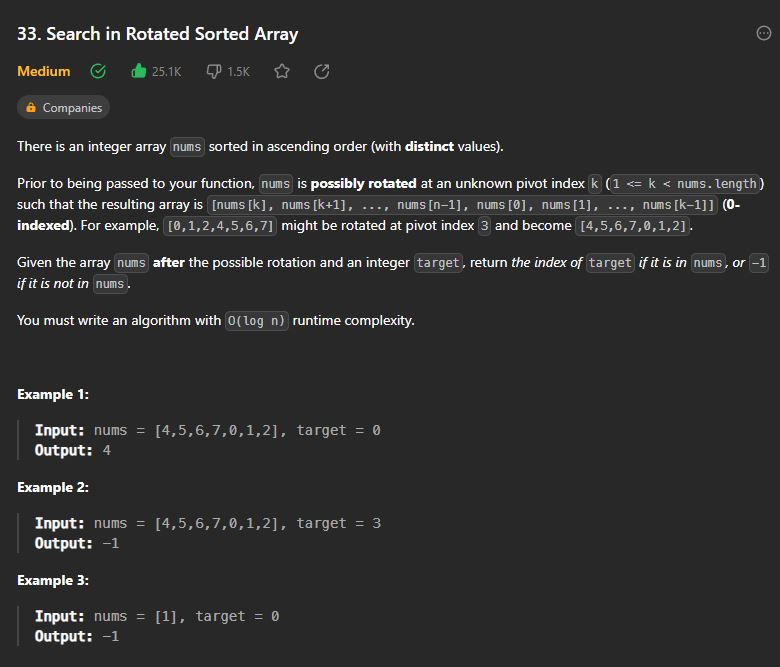 33. Search in Rotated Sorted Array
Medium 25.1K 1.5K
Companies
There is an integer array nums sorted in ascending order (with distinct values).
Prior to being passed to your function, nums is possibly rotated at an unknown pivot index k (1 <= k < nums.length)
such that the resulting array is [nums[k], nums[k+1], ..., nums[n-1], nums[0], nums[1], ..., nums[k-1]] (0-
indexed). For example, [0,1,2,4,5,6,7] might be rotated at pivot index 3 and become [4,5,6,7,0,1,2].
Given the array nums after the possible rotation and an integer target, return the index of target if it is in nums, or -1
if it is not in nums.
You must write an algorithm with O(log n) runtime complexity.
Example 1:
Input: nums = [4,5,6,7,0,1,2], target = 0
Output: 4
Example 2:
Input: nums = [4,5,6,7,0,1,2], target = 3
Output: -1
Example 3:
Input: nums = [1], target = 0
Output: -1